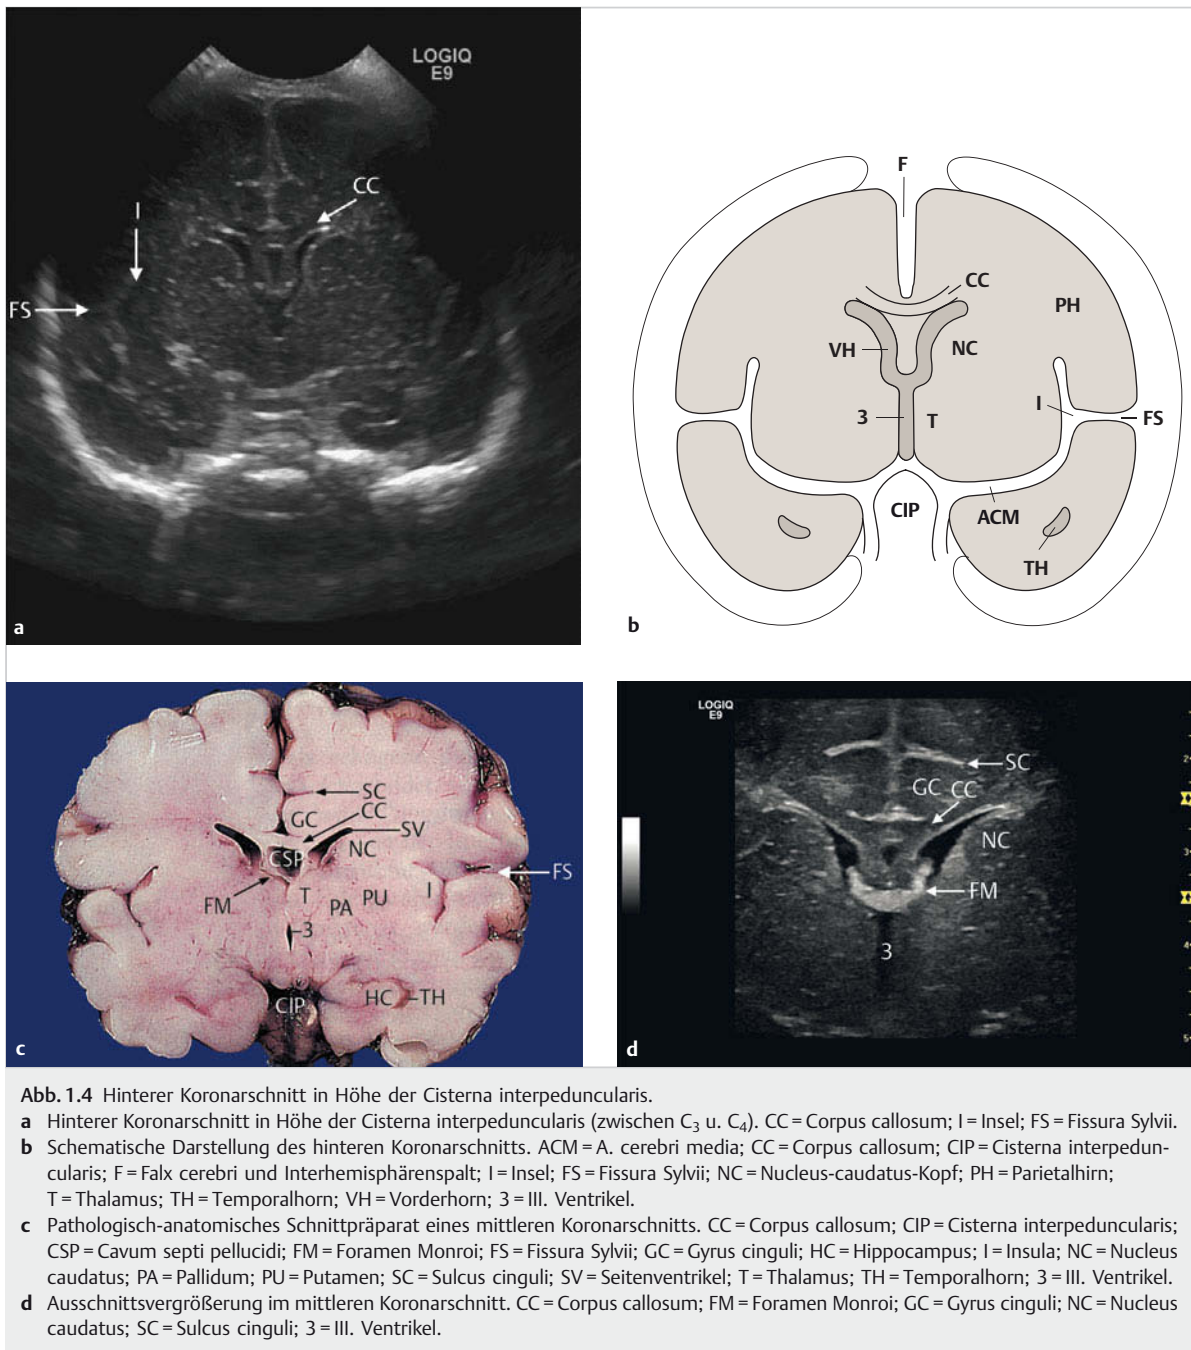 LOGIQ
E9
CC
I
FS
a
F
CC
PH
VH
NC
3
T
I
FS
CIP
ACM
TH
b
SC
GC
CC
SV
CSP
NC
FS
FM
T
PA
PU
I
3
CIP
HC
TH
c
LOGIQ
E9
SC
2
GC
CC
NC
3
FM
3
4
5
d
Abb. 1.4 Hinterer Koronarschnitt in Höhe der Cisterna interpeduncularis.
a Hinterer Koronarschnitt in Höhe der Cisterna interpeduncularis (zwischen C₃ u. C₄). CC = Corpus callosum; I = Insel; FS = Fissura Sylvii.
b Schematische Darstellung des hinteren Koronarschnitts. ACM = A. cerebri media; CC = Corpus callosum; CIP = Cisterna interpedun-
cularis; F = Falx cerebri und Interhemisphärenspalt; I = Insel; FS = Fissura Sylvii; NC = Nucleus-caudatus-Kopf; PH = Parietalhirn;
T = Thalamus; TH = Temporalhorn; VH = Vorderhorn; 3 = III. Ventrikel.
c Pathologisch-anatomisches Schnittpräparat eines mittleren Koronarschnitts. CC = Corpus callosum; CIP = Cisterna interpeduncularis;
CSP = Cavum septi pellucidi; FM = Foramen Monroi; FS = Fissura Sylvii; GC = Gyrus cinguli; HC = Hippocampus; I = Insula; NC = Nucleus
caudatus; PA = Pallidum; PU = Putamen; SC = Sulcus cinguli; SV = Seitenventrikel; T = Thalamus; TH = Temporalhorn; 3 = III. Ventrikel.
d Ausschnittsvergrößerung im mittleren Koronarschnitt. CC = Corpus callosum; FM = Foramen Monroi; GC = Gyrus cinguli; NC = Nucleus
caudatus; SC = Sulcus cinguli; 3 = III. Ventrikel.